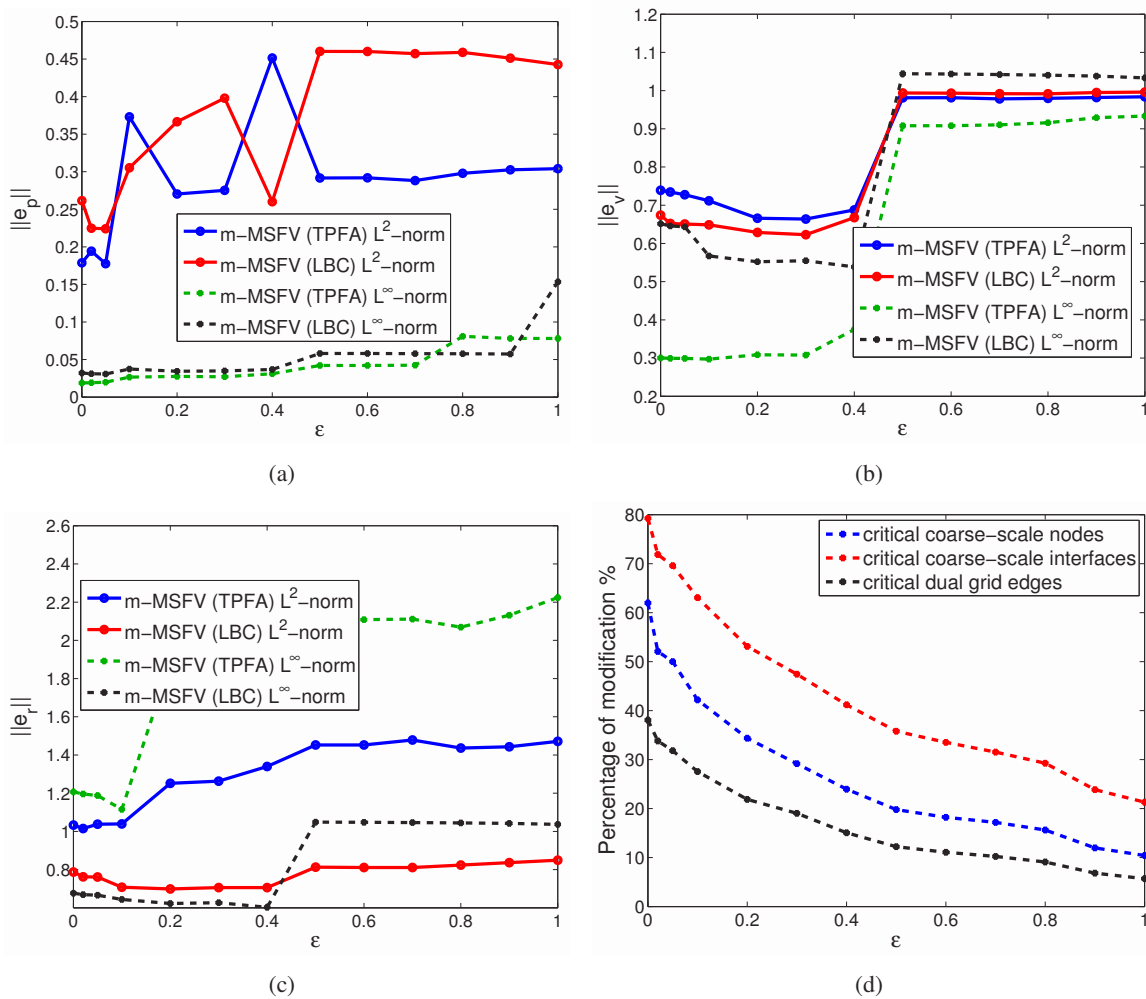 0.5
0.45
0.4
0.35
0.3
0.25
0.2
0.15
0.1
0.05
0
||e_p||
m−MSFV (TPFA) L²−norm
m−MSFV (LBC) L²−norm
m−MSFV (TPFA) L∞−norm
m−MSFV (LBC) L∞−norm
0 0.2 0.4 0.6 0.8 1
ε
(a)
1.2
1.1
1
0.9
0.8
0.7
0.6
0.5
0.4
0.3
0.2
||e_v||
m−MSFV (TPFA) L²−norm
m−MSFV (LBC) L²−norm
m−MSFV (TPFA) L∞−norm
m−MSFV (LBC) L∞−norm
0 0.2 0.4 0.6 0.8 1
ε
(b)
2.6
2.4
2.2
2
1.8
1.6
1.4
1.2
1
0.8
||e_r||
m−MSFV (TPFA) L²−norm
m−MSFV (LBC) L²−norm
m−MSFV (TPFA) L∞−norm
m−MSFV (LBC) L∞−norm
0 0.2 0.4 0.6 0.8 1
ε
(c)
80
70
60
50
40
30
20
10
0
Percentage of modification %
critical coarse−scale nodes
critical coarse−scale interfaces
critical dual grid edges
0 0.2 0.4 0.6 0.8 1
ε
(d)